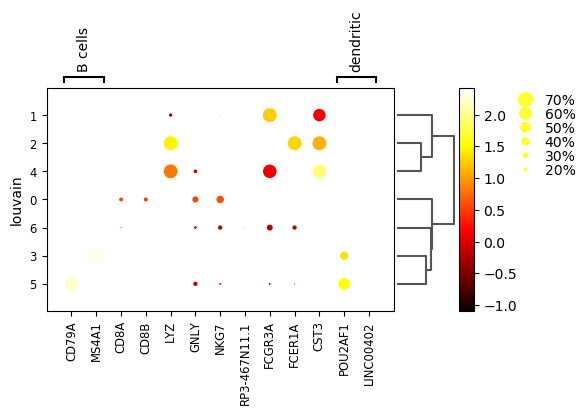 B cells
dendritic
louvain
1
2
4
0
6
3
5
CD79A
MS4A1
CD8A
CD8B
LYZ
GNLY
NKG7
RP3-467N11.1
FCGR3A
FCER1A
CST3
POU2AF1
LINC00402
2.0
1.5
1.0
0.5
0.0
−0.5
−1.0
70%
60%
50%
40%
30%
20%